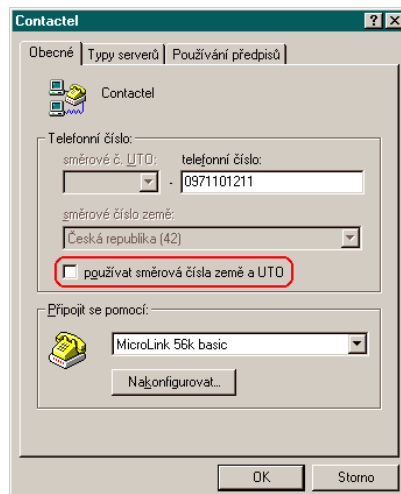 Contactel
Obecné Typy serverů Používání předpisů
Contactel
Telefonní číslo:
směrové č. UTO: telefonní číslo:
- 0971101211
směrové číslo země:
Česká republika (42)
používat směrová čísla země a UTO
Připojit se pomocí:
MicroLink 56k basic
Nakonfigurovat...
OK Storno